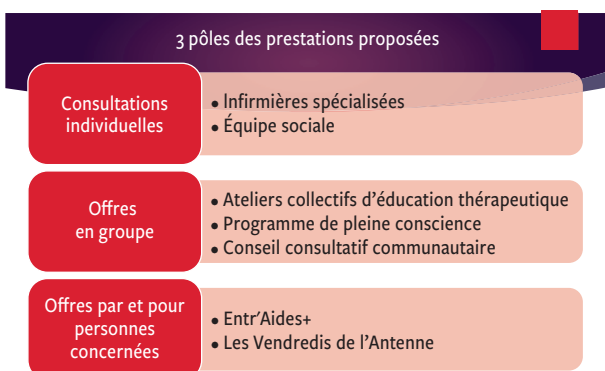 3 pôles des prestations proposées
Consultations
individuelles
• Infirmières spécialisées
• Équipe sociale
Offres
en groupe
• Ateliers collectifs d'éducation thérapeutique
• Programme de pleine conscience
• Conseil consultatif communautaire
Offres par et pour
personnes
concernées
• Entr'Aides+
• Les Vendredis de l'Antenne